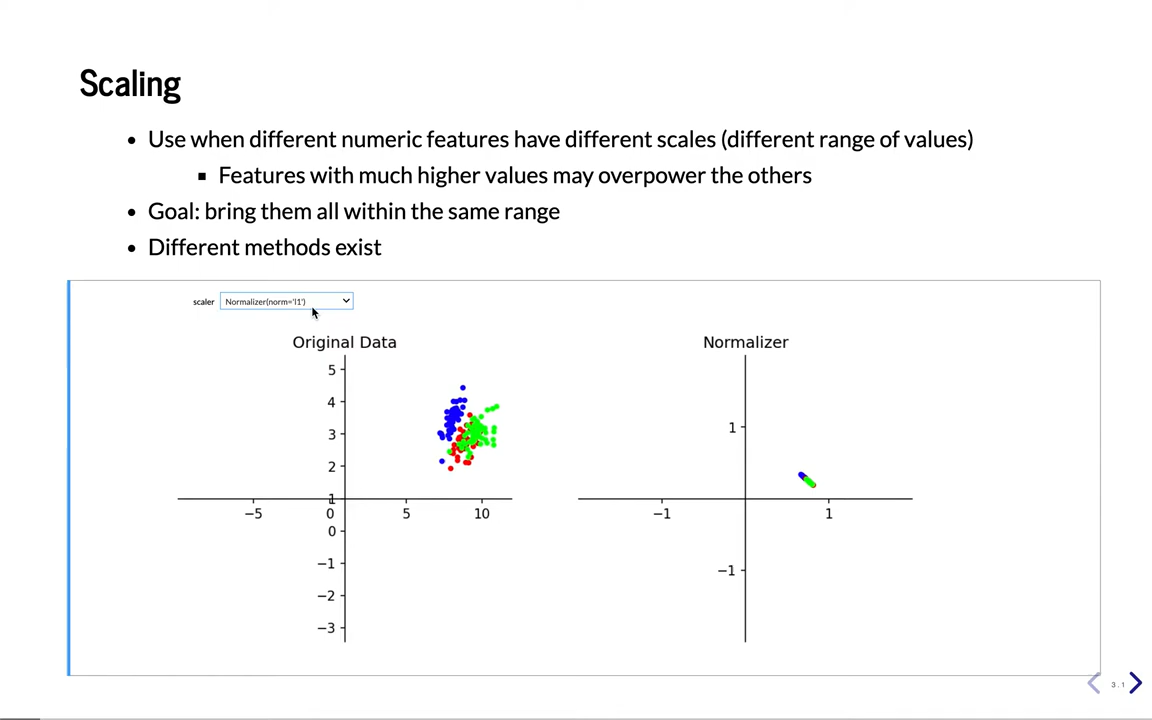 Scaling
• Use when different numeric features have different scales (different range of values)
▪ Features with much higher values may overpower the others
• Goal: bring them all within the same range
• Different methods exist
scaler Normalizer(norm='l1')
Original Data
5
4
3
2
1
0
−1
−2
−3
−5 0 5 10
Normalizer
1
−1
−1 1
3.1